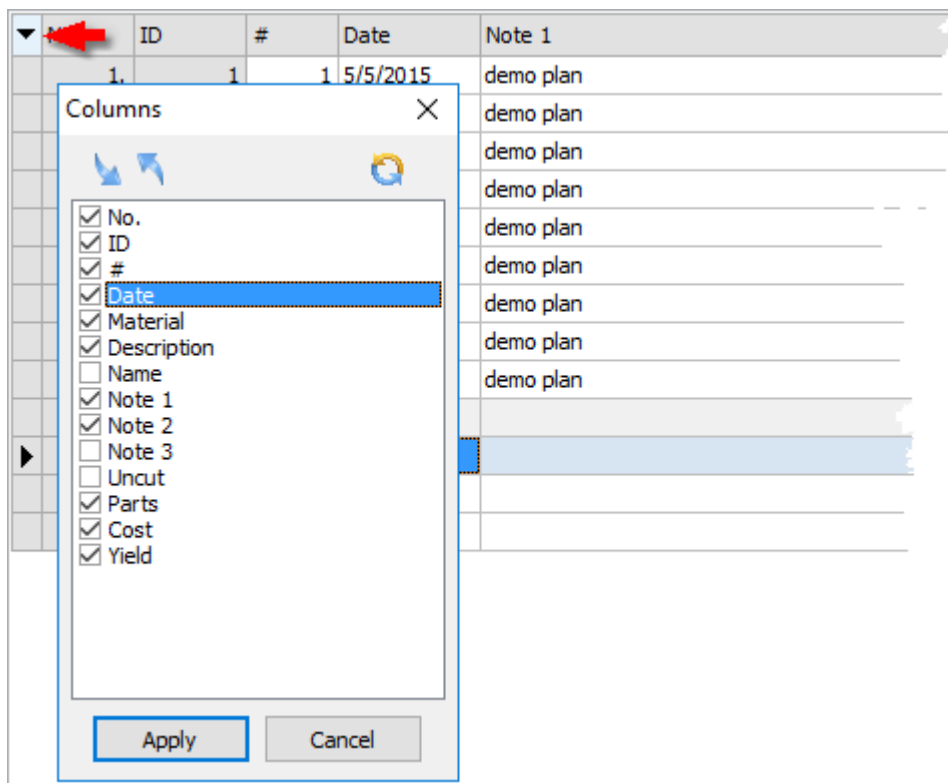 ID # Date Note 1
1. 1 1 5/5/2015 demo plan
Columns
demo plan
demo plan
demo plan
demo plan
demo plan
demo plan
demo plan
demo plan
No.
ID
#
Date
Material
Description
Name
Note 1
Note 2
Note 3
Uncut
Parts
Cost
Yield
Apply Cancel